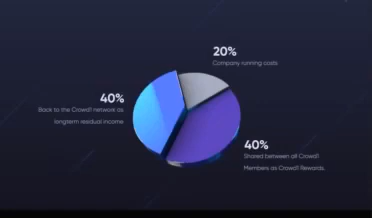 20%
Company running costs
40%
Back to the Crowd1 network as
longterm residual income
40%
Shared between all Crowd1
Members as Crowd1 Rewards.